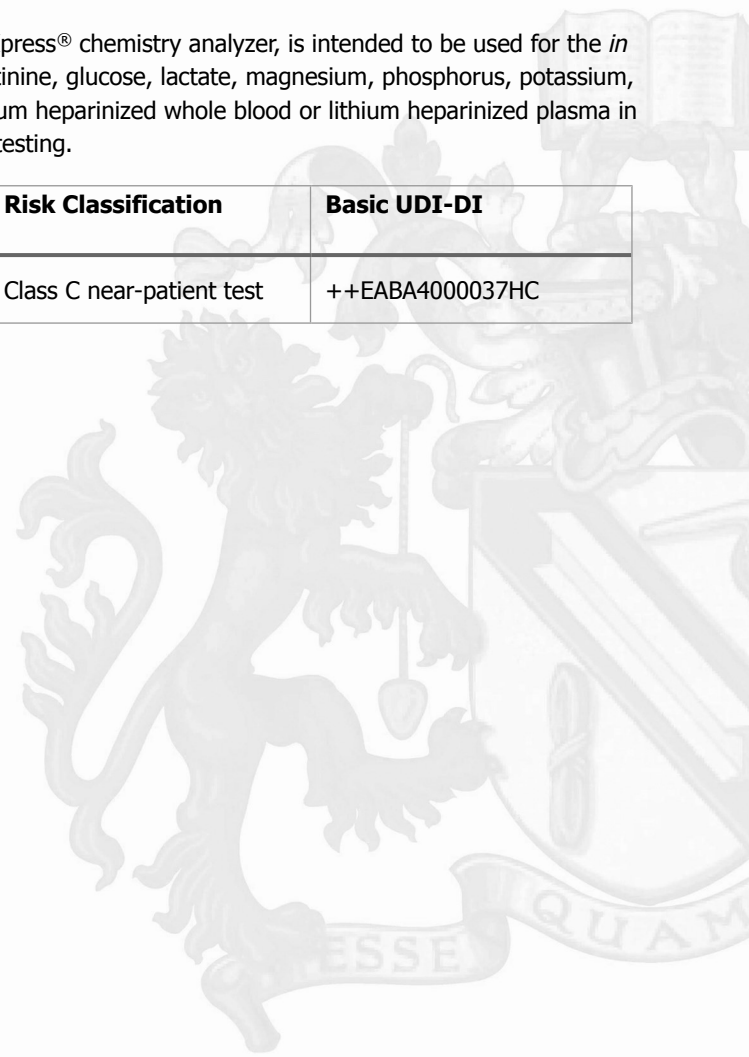 press® chemistry analyzer, is intended to be used for the in
tinine, glucose, lactate, magnesium, phosphorus, potassium,
um heparinized whole blood or lithium heparinized plasma in
testing.
Risk Classification Basic UDI-DI
Class C near-patient test ++EABA4000037HC
ESSE QUAM